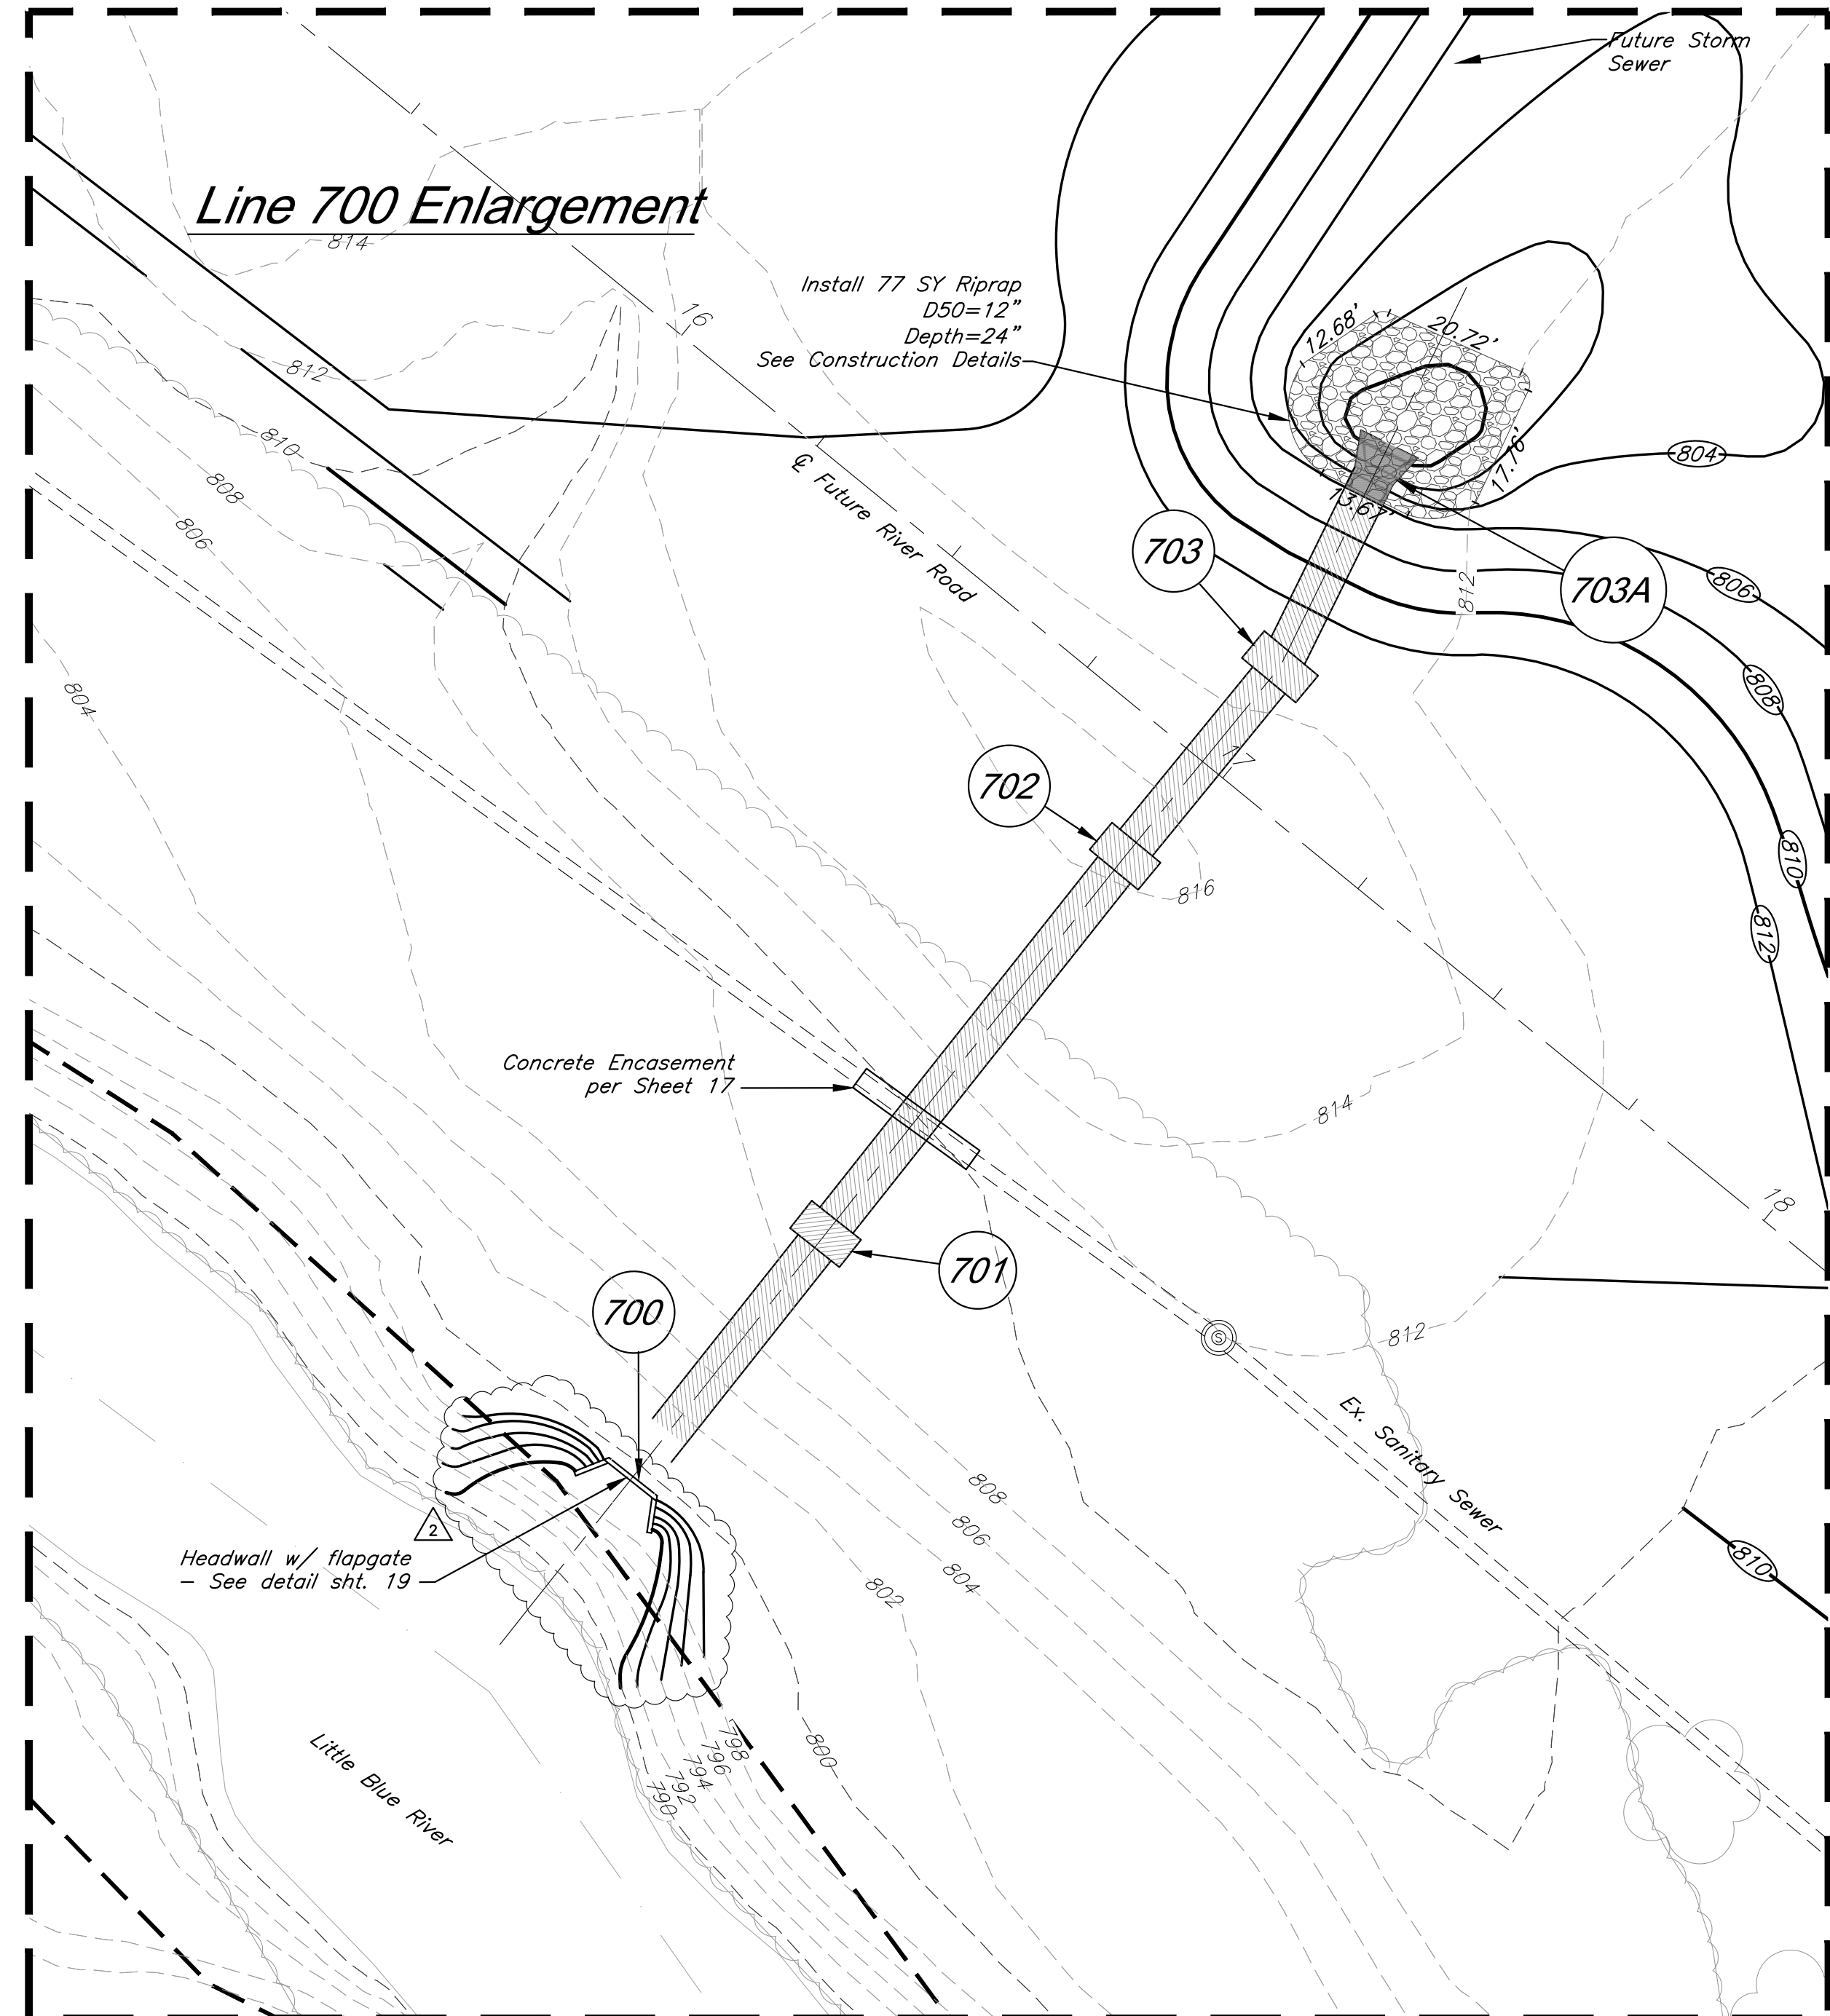 Future Storm
Sewer
Line 700 Enlargement
814
Install 77 SY Riprap
D50=12"
Depth=24"
See Construction Details
16
12.68'
20.72'
812
810
808
806
804
℄ Future River Road
804
17.76'
13.67'
703
703A
812
806
808
702
17
816
810
812
Concrete Encasement
per Sheet 17
814
701
700
18
812
S
Ex. Sanitary Sewer
808
806
804
802
2
Headwall w/ flapgate
– See detail sht. 19
810
800
798
796
794
792
790
Little Blue River